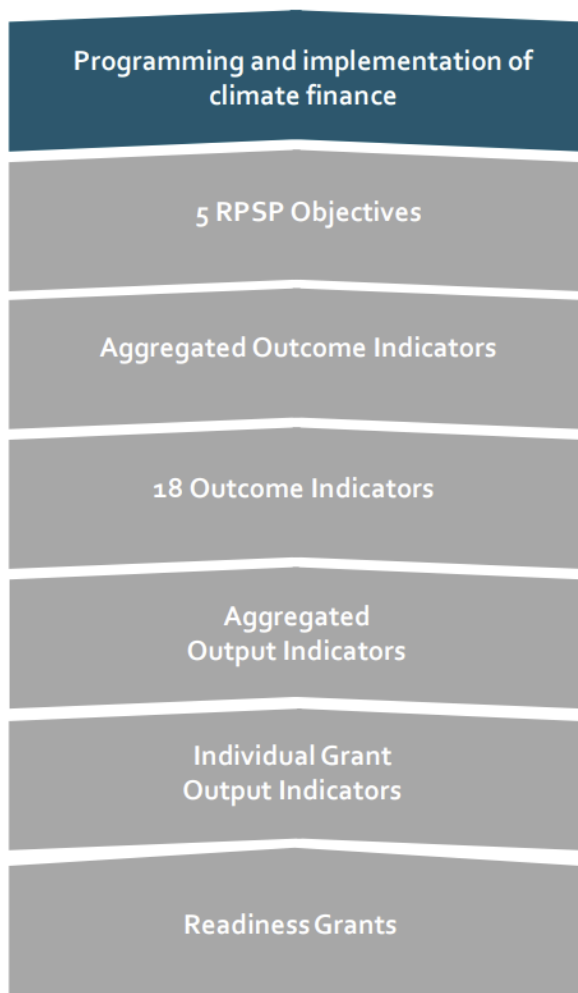 Programming and implementation of
climate finance
5 RPSP Objectives
Aggregated Outcome Indicators
18 Outcome Indicators
Aggregated
Output Indicators
Individual Grant
Output Indicators
Readiness Grants